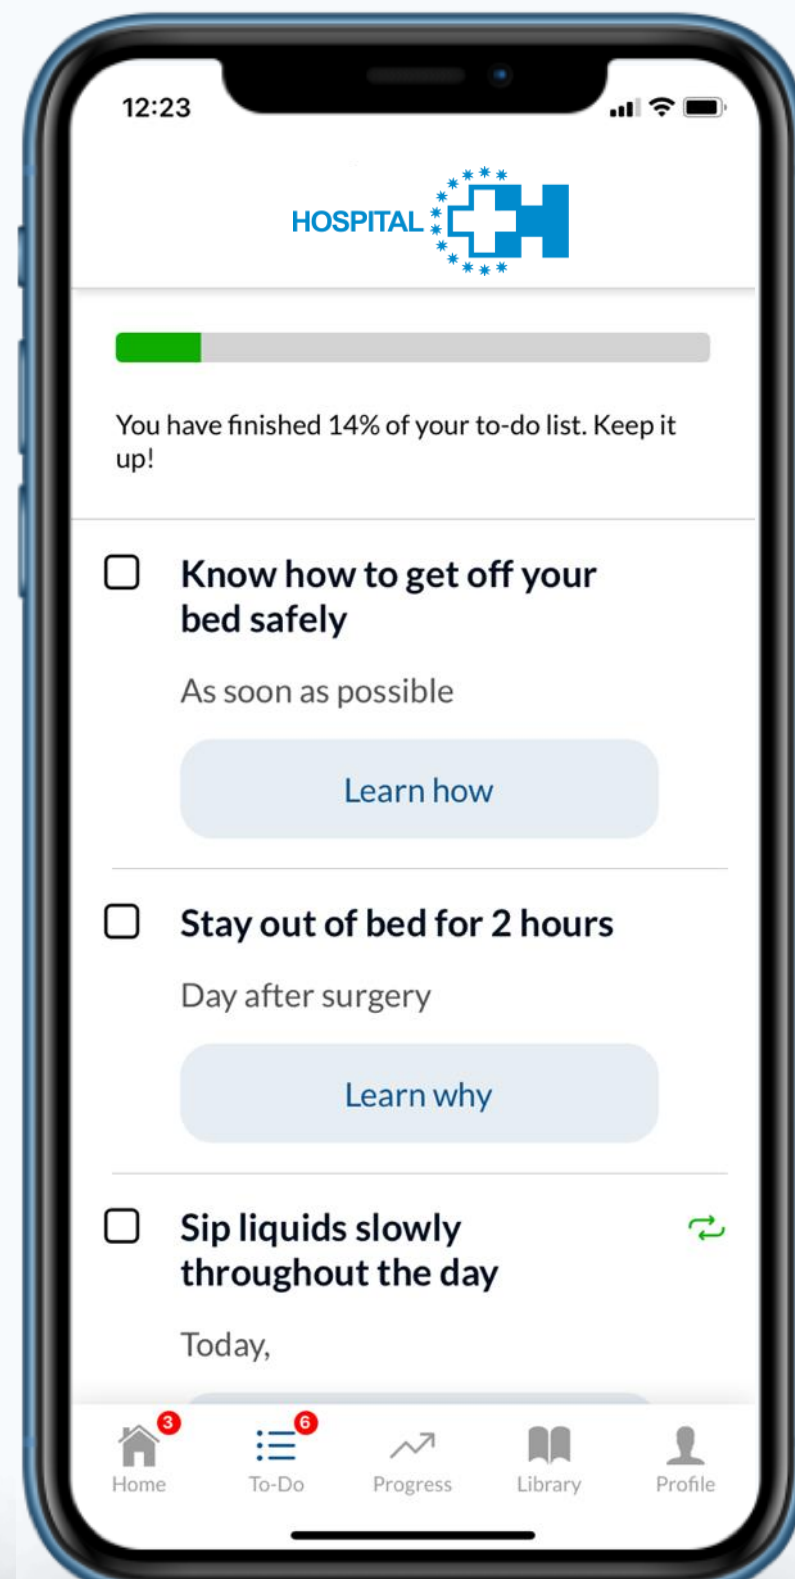 12:23
HOSPITAL
You have finished 14% of your to-do list. Keep it
up!
Know how to get off your
bed safely
As soon as possible
Learn how
Stay out of bed for 2 hours
Day after surgery
Learn why
Sip liquids slowly
throughout the day
Today,
3
6
Home
To-Do
Progress
Library
Profile